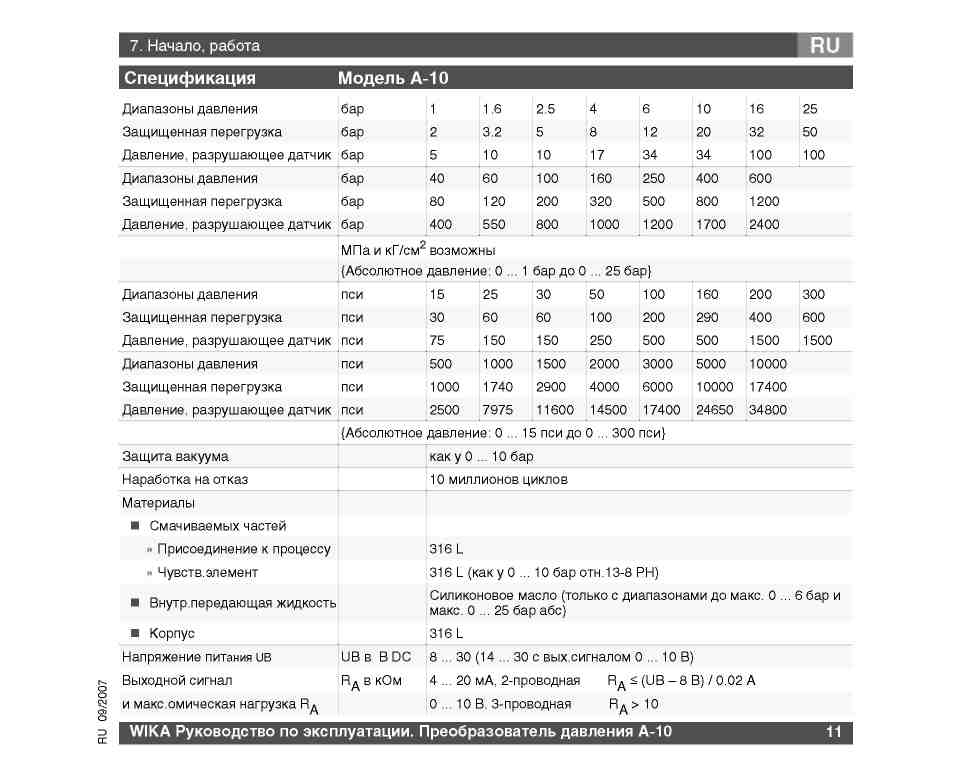 7. Начало, работа RU
Спецификация Модель A-10
Диапазоны давления бар 1 1.6 2.5 4 6 10 16 25
Защищенная перегрузка бар 2 3.2 5 8 12 20 32 50
Давление, разрушающее датчик бар 5 10 10 17 34 34 100 100
Диапазоны давления бар 40 60 100 160 250 400 600
Защищенная перегрузка бар 80 120 200 320 500 800 1200
Давление, разрушающее датчик бар 400 550 800 1000 1200 1700 2400
МПа и кГ/см2 возможны
{Абсолютное давление: 0 ... 1 бар до 0 ... 25 бар}
Диапазоны давления пси 15 25 30 50 100 160 200 300
Защищенная перегрузка пси 30 60 60 100 200 290 400 600
Давление, разрушающее датчик пси 75 150 150 250 500 500 1500 1500
Диапазоны давления пси 500 1000 1500 2000 3000 5000 10000
Защищенная перегрузка пси 1000 1740 2900 4000 6000 10000 17400
Давление, разрушающее датчик пси 2500 7975 11600 14500 17400 24650 34800
{Абсолютное давление: 0 ... 15 пси до 0 ... 300 пси}
Защита вакуума как у 0 ... 10 бар
Наработка на отказ 10 миллионов циклов
Материалы
■ Смачиваемых частей
» Присоединение к процессу 316 L
» Чувств.элемент 316 L (как у 0 ... 10 бар отн.13-8 PH)
■ Внутр.передающая жидкость Силиконовое масло (только с диапазонами до макс. 0 ... 6 бар и
макс. 0 ... 25 бар абс}
■ Корпус 316 L
Напряжение питания UB UB в В DC 8 ... 30 (14 ... 30 с вых.сигналом 0 ... 10 В)
Выходной сигнал RA в кОм 4 ... 20 мА, 2-проводная RA ≤ (UB – 8 В) / 0.02 А
и макс.омическая нагрузка RA 0 ... 10 В, 3-проводная RA > 10
WIKA Руководство по эксплуатации. Преобразователь давления A-10 11
RU 09/2007